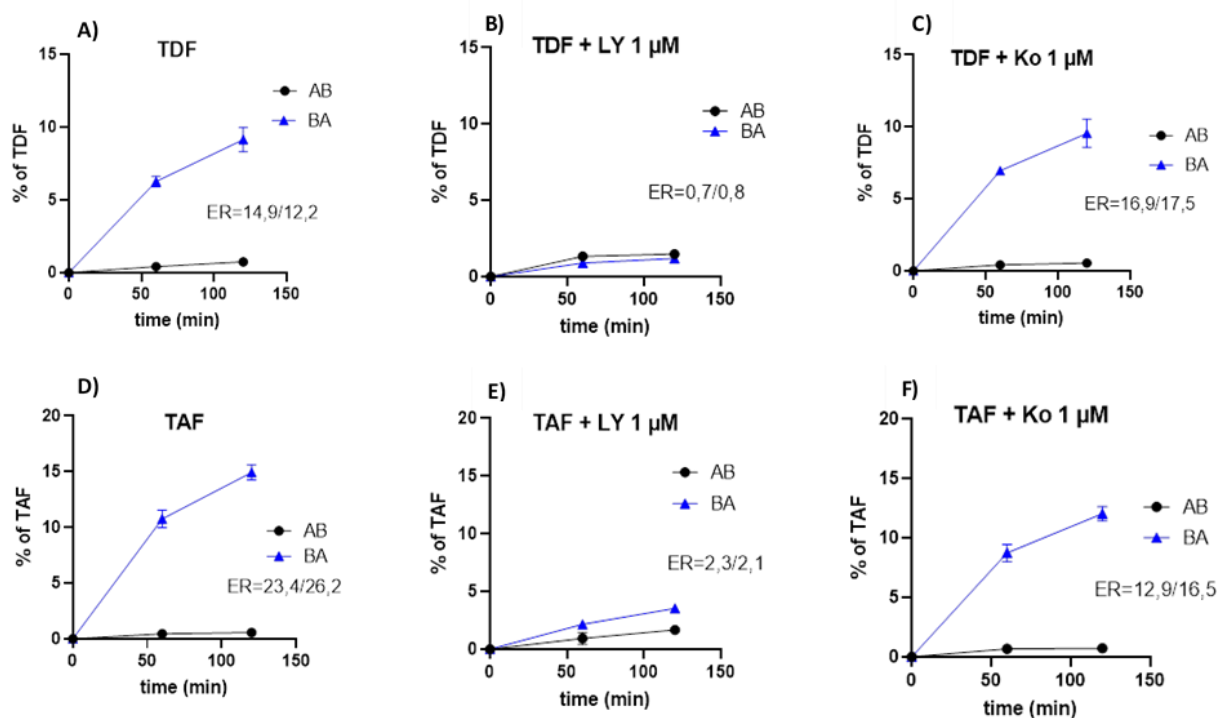 A)
TDF
15
10
5
0
% of TDF
0 50 100 150
time (min)
AB
BA
ER=14,9/12,2
B)
TDF + LY 1 µM
15
10
5
0
% of TDF
0 50 100 150
time (min)
AB
BA
ER=0,7/0,8
C)
TDF + Ko 1 µM
15
10
5
0
% of TDF
0 50 100 150
time (min)
AB
BA
ER=16,9/17,5
D)
TAF
20
15
10
5
0
% of TAF
0 50 100 150
time (min)
AB
BA
ER=23,4/26,2
E)
TAF + LY 1 µM
20
15
10
5
0
% of TAF
0 50 100 150
time (min)
AB
BA
ER=2,3/2,1
F)
TAF + Ko 1 µM
20
15
10
5
0
% of TAF
0 50 100 150
time (min)
AB
BA
ER=12,9/16,5